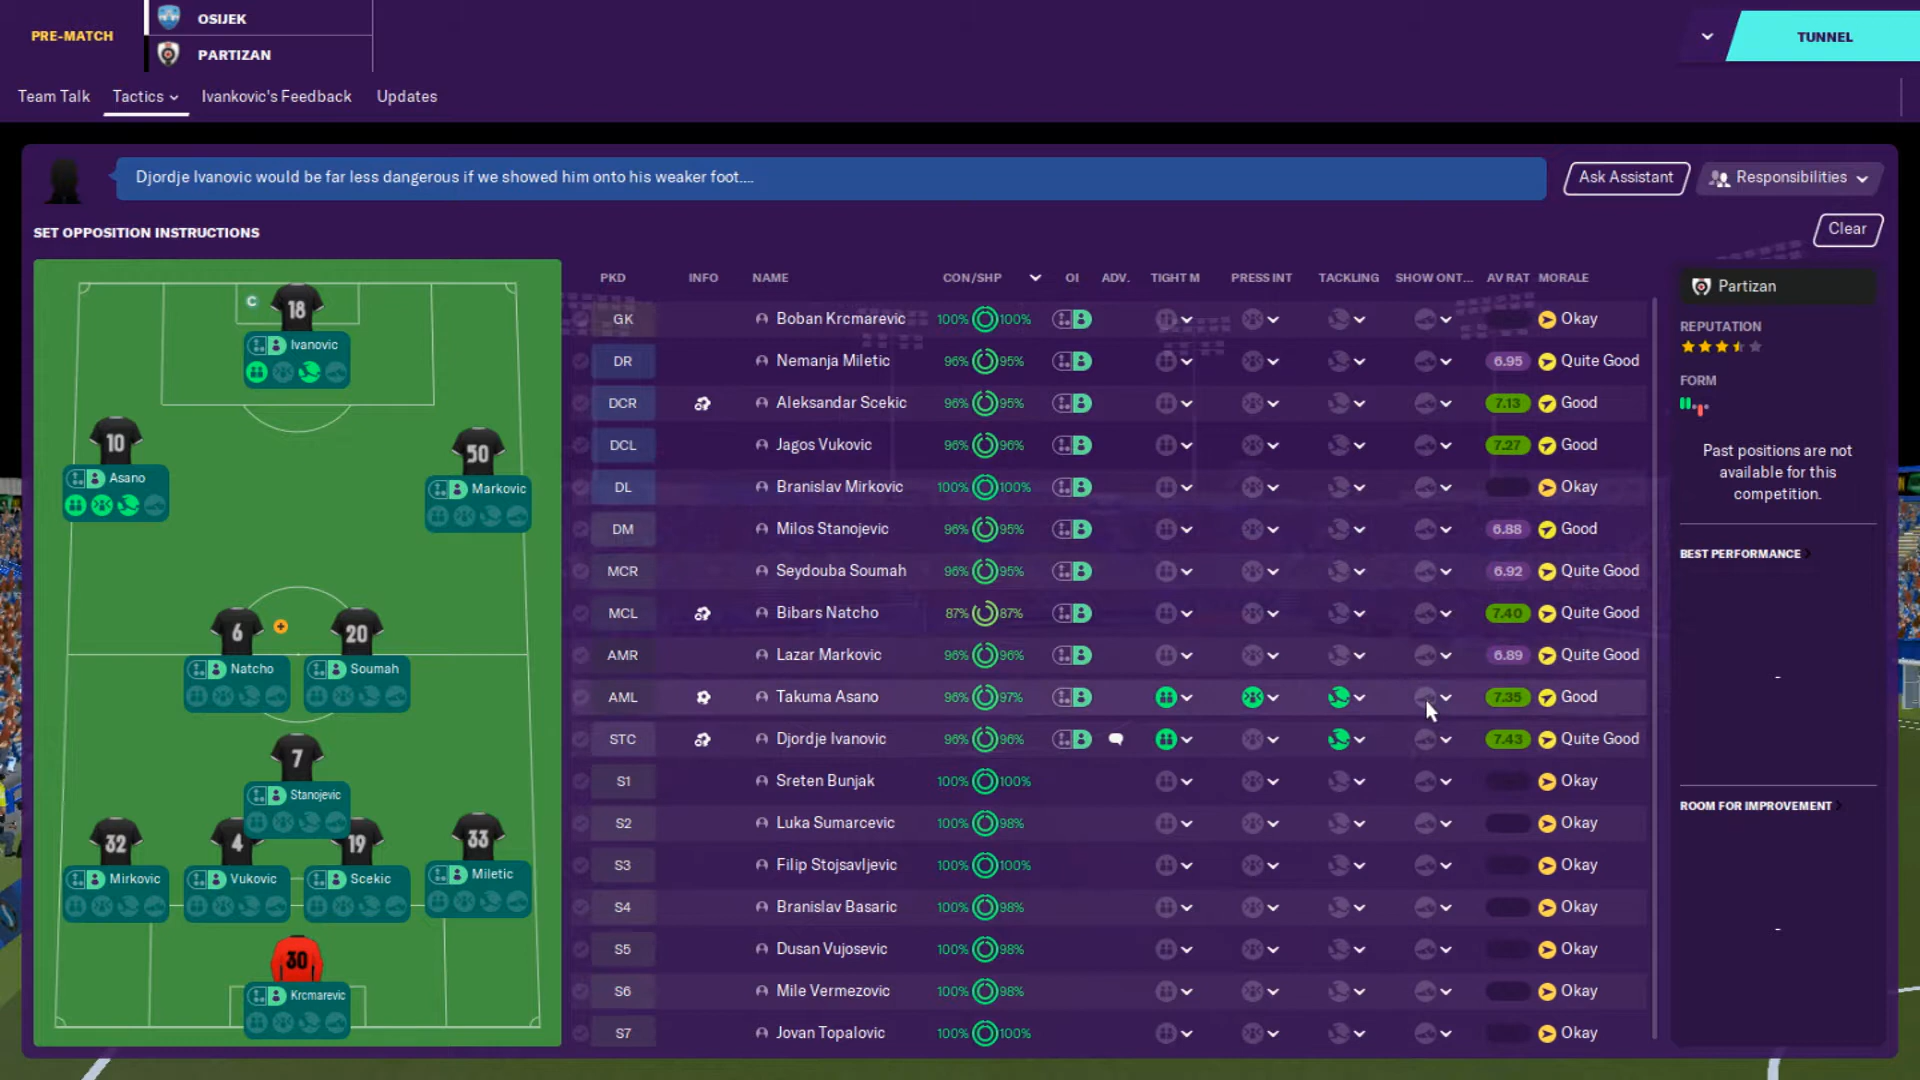 PRE-MATCH
OSIJEK
PARTIZAN
TUNNEL
Team Talk Tactics Ivankovic's Feedback Updates
Djordje Ivanovic would be far less dangerous if we showed him onto his weaker foot....
Ask Assistant Responsibilities
SET OPPOSITION INSTRUCTIONS
Clear
C 18
Ivanovic
10
Asano
50
Markovic
6
Natcho
20
Soumah
7
Stanojevic
32
Mirkovic
4
Vukovic
19
Scekic
33
Miletic
30
Krcmarevic
PKD INFO NAME CON/SHP OI ADV. TIGHT M PRESS INT TACKLING SHOW ONT... AV RAT MORALE
GK Boban Krcmarevic 100% 100% Okay
DR Nemanja Miletic 96% 95% 6.95 Quite Good
DCR Aleksandar Scekic 96% 95% 7.13 Good
DCL Jagos Vukovic 96% 96% 7.27 Good
DL Branislav Mirkovic 100% 100% Okay
DM Milos Stanojevic 96% 95% 6.88 Good
MCR Seydouba Soumah 96% 95% 6.92 Quite Good
MCL Bibars Natcho 87% 87% 7.40 Quite Good
AMR Lazar Markovic 96% 96% 6.89 Quite Good
AML Takuma Asano 96% 97% 7.35 Good
STC Djordje Ivanovic 96% 96% 7.43 Quite Good
S1 Sreten Bunjak 100% 100% Okay
S2 Luka Sumarcevic 100% 98% Okay
S3 Filip Stojsavljevic 100% 100% Okay
S4 Branislav Basaric 100% 98% Okay
S5 Dusan Vujosevic 100% 98% Okay
S6 Mile Vermezovic 100% 98% Okay
S7 Jovan Topalovic 100% 100% Okay
Partizan
REPUTATION
FORM
Past positions are not
available for this
competition.
BEST PERFORMANCE
-
ROOM FOR IMPROVEMENT
-